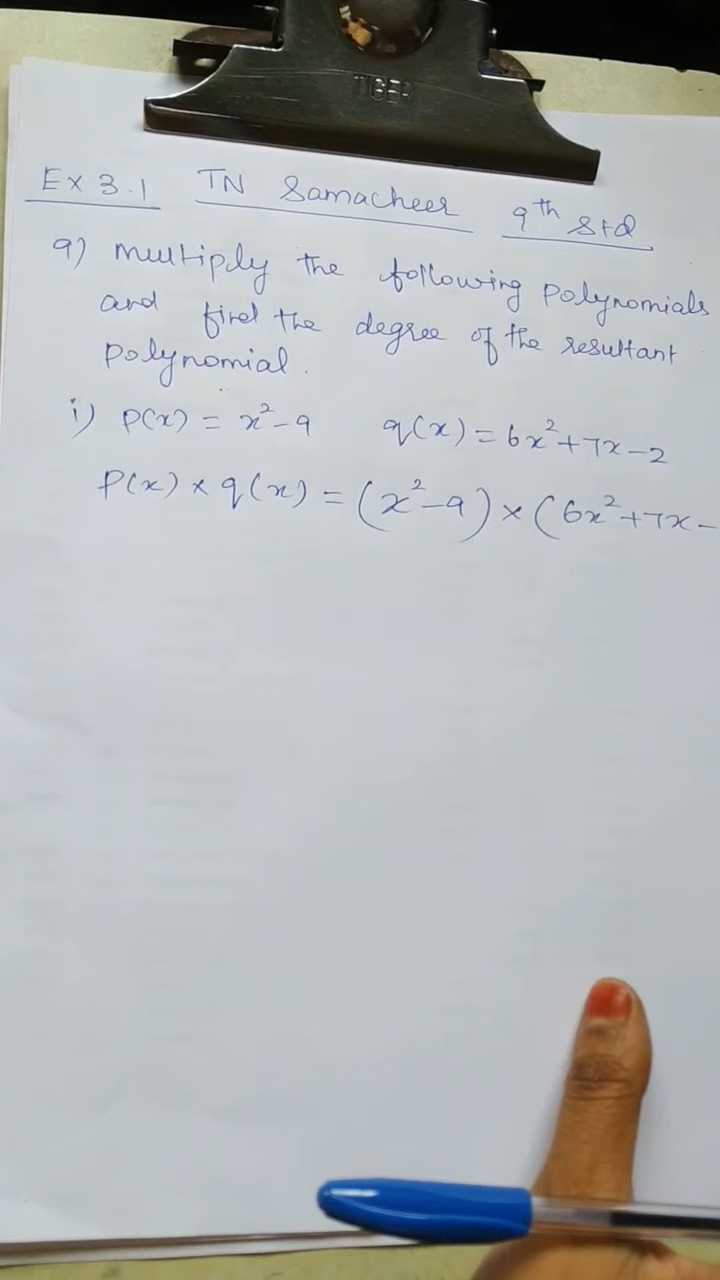 TIGER
Ex 3.1 TN Samacheer 9th Std
9) Multiply the following polynomials
and find the degree of the resultant
polynomial.
i) P(x) = x²-9 q(x) = 6x²+7x-2
P(x) × q(x) = (x²-9) × (6x²+7x-